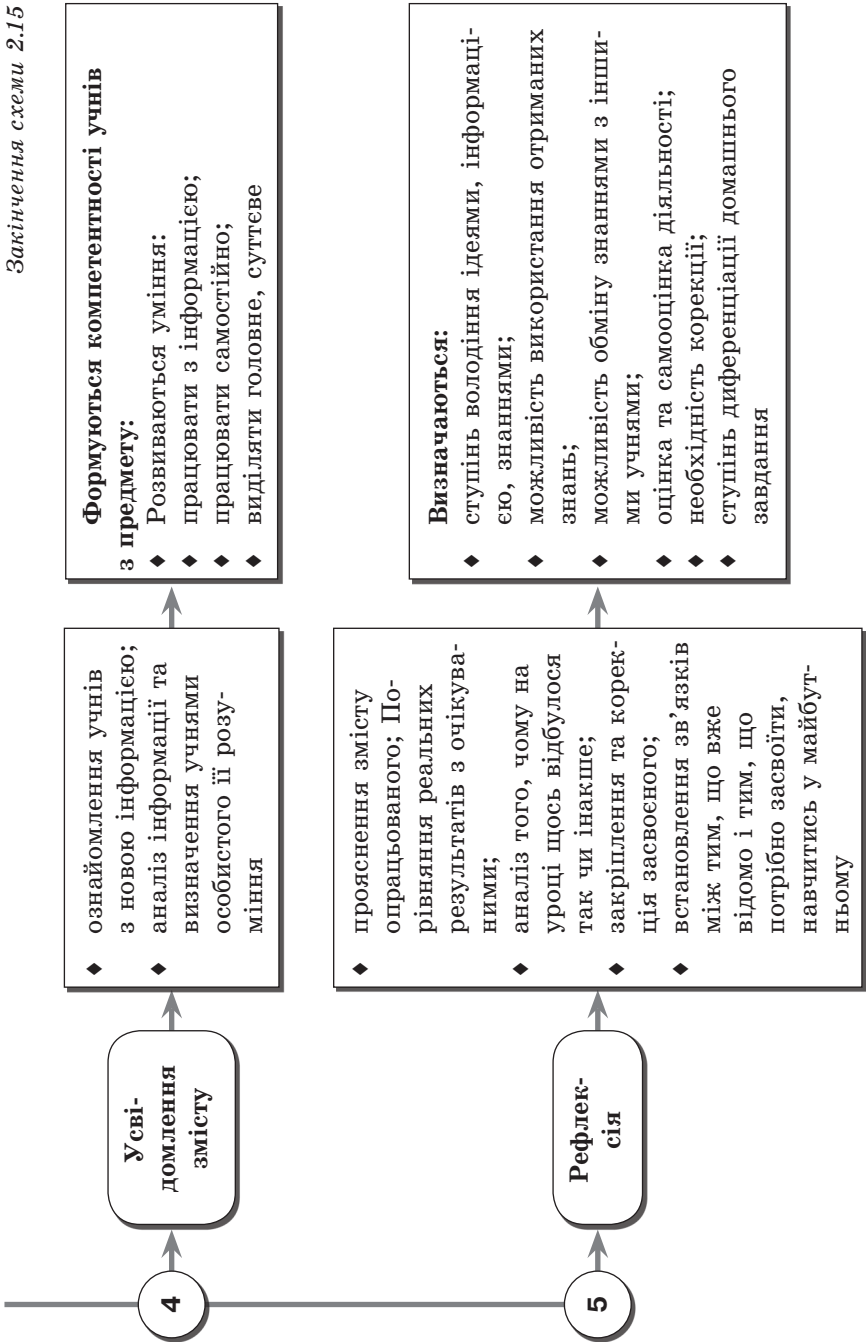 Закінчення схеми 2.15
4
Усві-
домлення
змісту
♦ ознайомлення учнів
з новою інформацією;
♦ аналіз інформації та
визначення учнями
особистого її розу-
міння
Формуються компетентності учнів
з предмету:
♦ Розвиваються уміння:
♦ працювати з інформацією;
♦ працювати самостійно;
♦ виділяти головне, суттєве
5
Рефлек-
сія
♦ прояснення змісту
опрацьованого; По-
рівняння реальних
результатів з очікува-
ними;
♦ аналіз того, чому на
уроці щось відбулося
так чи інакше;
♦ закріплення та корек-
ція засвоєного;
♦ встановлення зв’язків
між тим, що вже
відомо і тим, що
потрібно засвоїти,
навчитись у майбут-
ньому
Визначаються:
♦ ступінь володіння ідеями, інформаці-
єю, знаннями;
♦ можливість використання отриманих
знань;
♦ можливість обміну знаннями з інши-
ми учнями;
♦ оцінка та самооцінка діяльності;
♦ необхідність корекції;
♦ ступінь диференціації домашнього
завдання